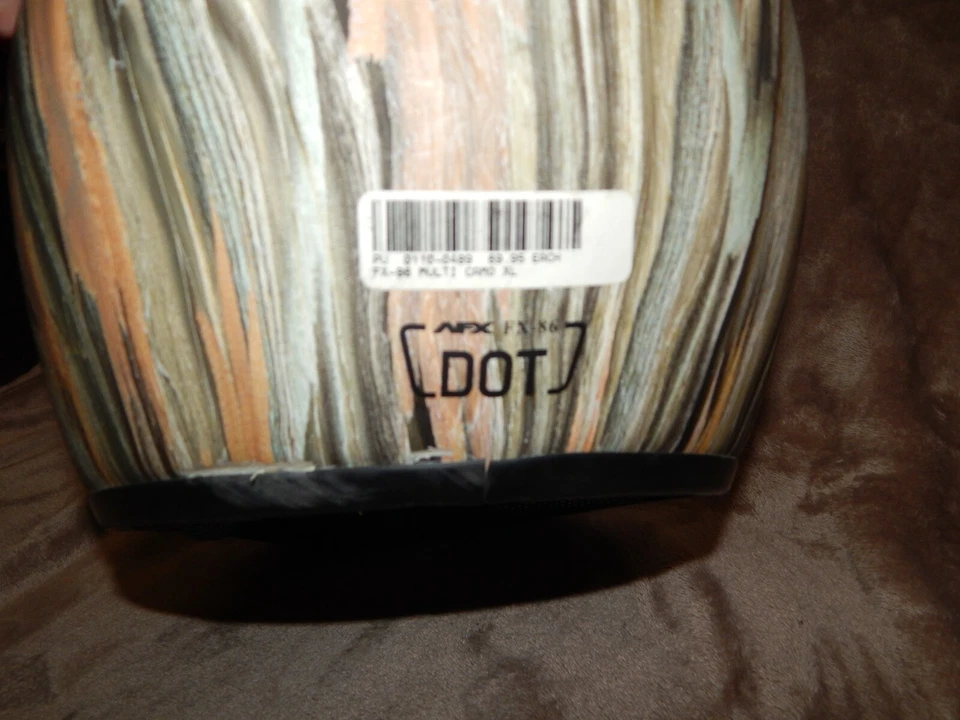 PU 0110-0489 69.95 EACH
FX-86 MULTI CAMO XL
AFX FX-86
DOT